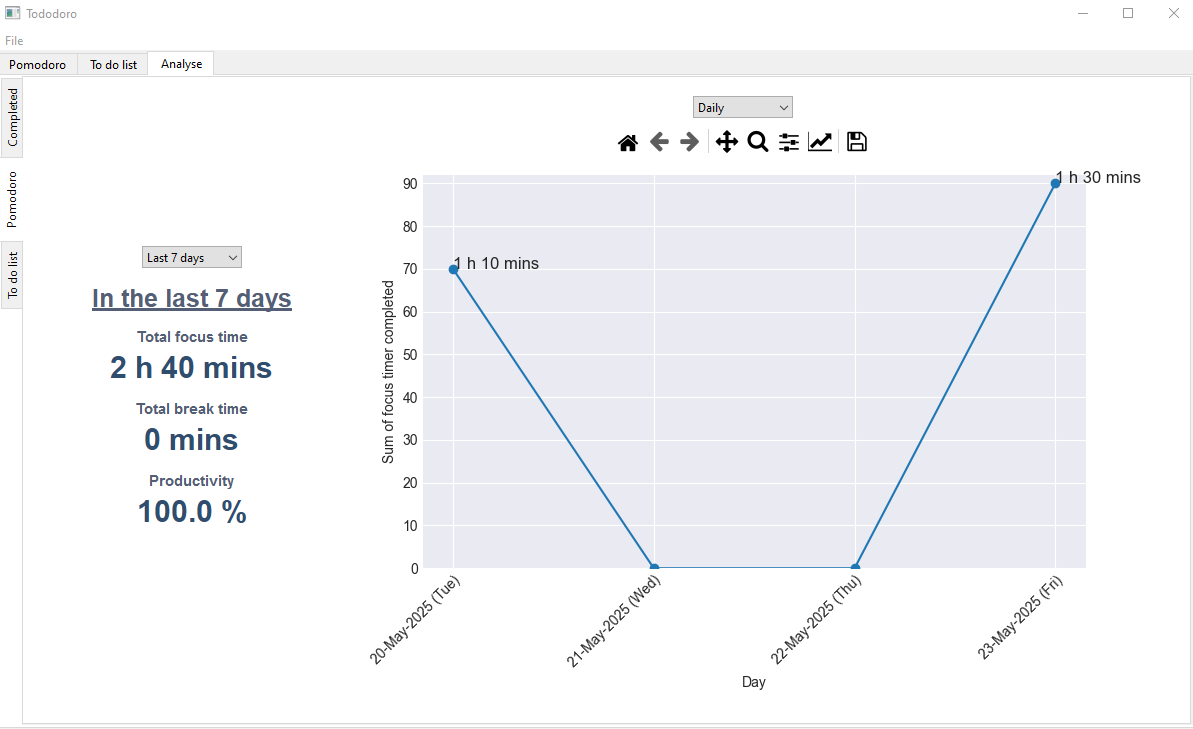 Tododoro
File
Pomodoro
To do list
Analyse
Completed
Pomodoro
To do list
Last 7 days
In the last 7 days
Total focus time
2 h 40 mins
Total break time
0 mins
Productivity
100.0 %
Daily
Sum of focus timer completed
90
80
70
60
50
40
30
20
10
0
1 h 10 mins
1 h 30 mins
20-May-2025 (Tue)
21-May-2025 (Wed)
22-May-2025 (Thu)
23-May-2025 (Fri)
Day